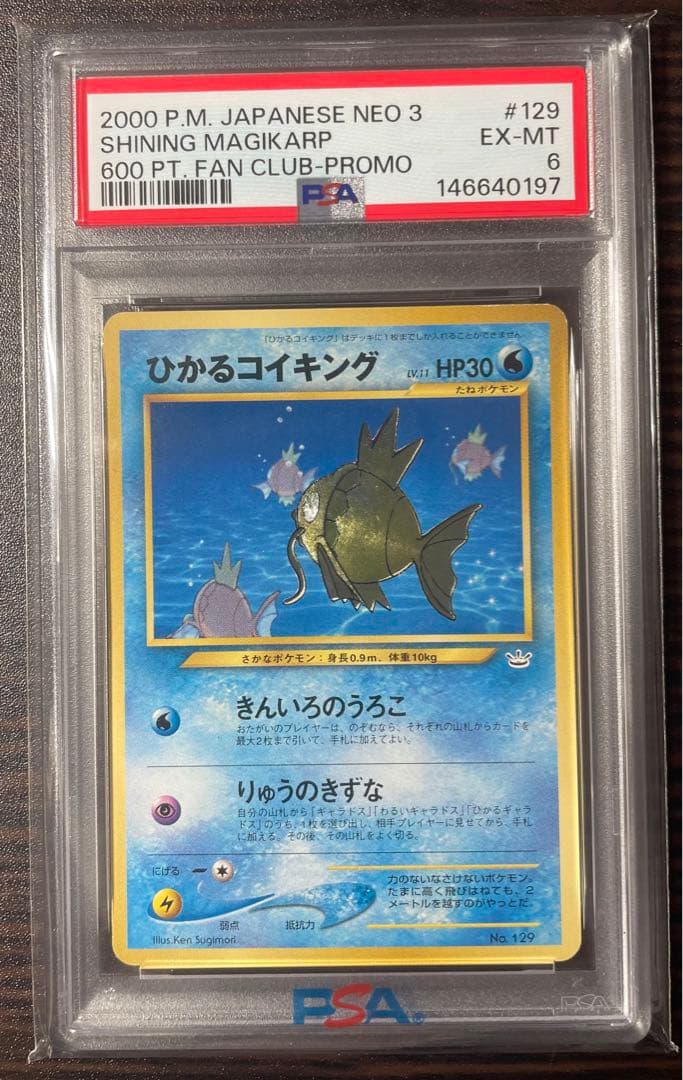 2000 P.M. JAPANESE NEO 3 #129
SHINING MAGIKARP EX-MT
600 PT. FAN CLUB-PROMO 6
PSA 146640197
「ひかるコイキング」はデッキに1枚までしか入れることができません。
ひかるコイキング LV.11 HP30
たねポケモン
さかなポケモン:身長0.9m、体重10kg
きんいろのうろこ
おたがいのプレイヤーは、のぞむなら、それぞれの山札からカードを
最大2枚まで引いて、手札に加えてよい。
りゅうのきずな
自分の山札から「ギャラドス」「わるいギャラドス」「ひかるギャラ
ドス」のうち、1枚を選び出し、相手プレイヤーに見せてから、手札
に加える。その後、その山札をよく切る。
にげる
弱点 抵抗力
力のないなさけないポケモン。
たまに高く飛びはねても、2
メートルを越すのがやっとだ。
Illus.Ken Sugimori
No. 129
PSA®
PSA